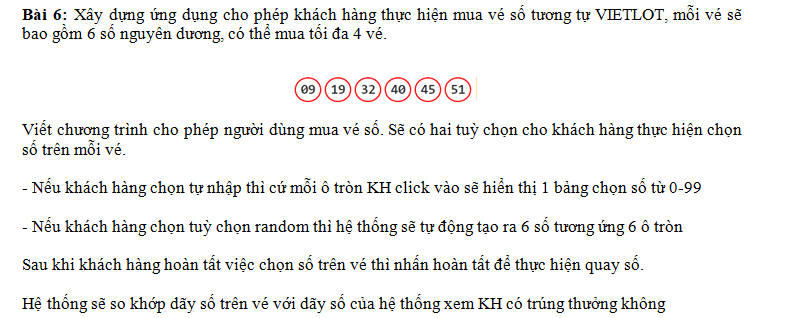 Bài 6: Xây dựng ứng dụng cho phép khách hàng thực hiện mua vé số tương tự VIETLOT, mỗi vé sẽ
bao gồm 6 số nguyên dương, có thể mua tối đa 4 vé.
09 19 32 40 45 51
Viết chương trình cho phép người dùng mua vé số. Sẽ có hai tuỳ chọn cho khách hàng thực hiện chọn
số trên mỗi vé.
- Nếu khách hàng chọn tự nhập thì cứ mỗi ô tròn KH click vào sẽ hiển thị 1 bảng chọn số từ 0-99
- Nếu khách hàng chọn tuỳ chọn random thì hệ thống sẽ tự động tạo ra 6 số tương ứng 6 ô tròn
Sau khi khách hàng hoàn tất việc chọn số trên vé thì nhấn hoàn tất để thực hiện quay số.
Hệ thống sẽ so khớp dãy số trên vé với dãy số của hệ thống xem KH có trúng thưởng không